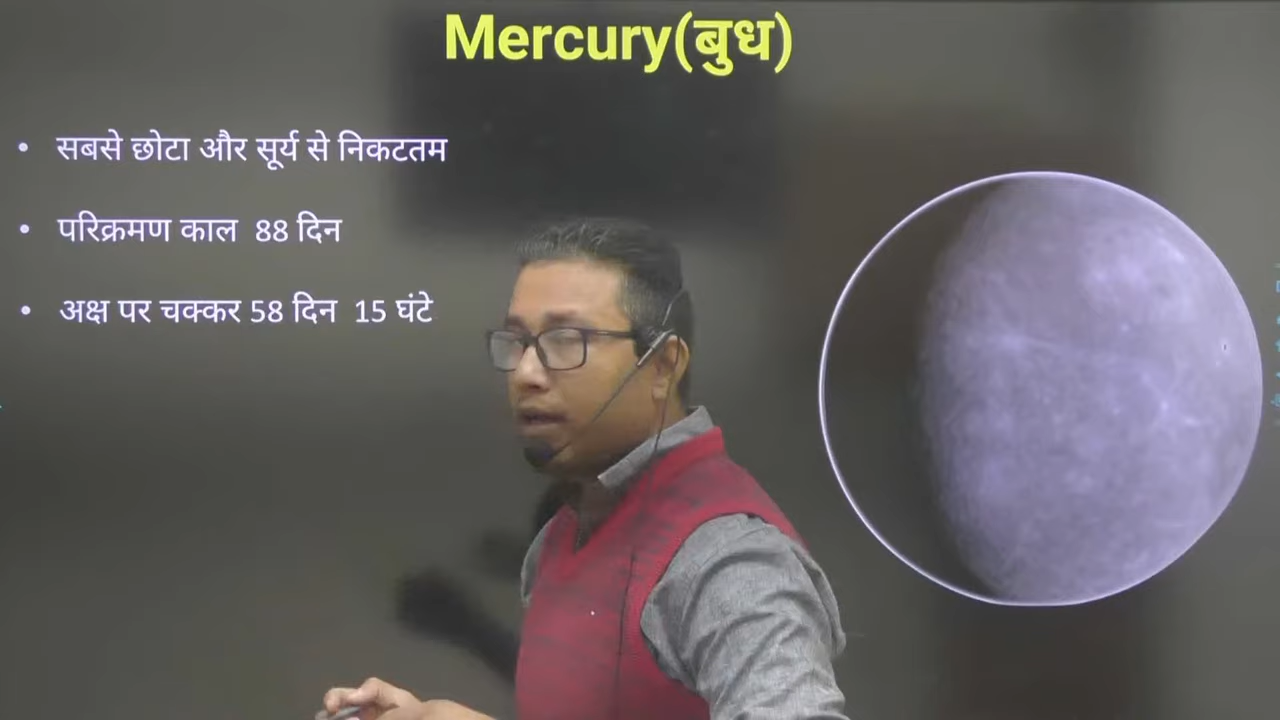 Mercury(बुध)
• सबसे छोटा और सूर्य से निकटतम
• परिक्रमण काल 88 दिन
• अक्ष पर चक्कर 58 दिन 15 घंटे